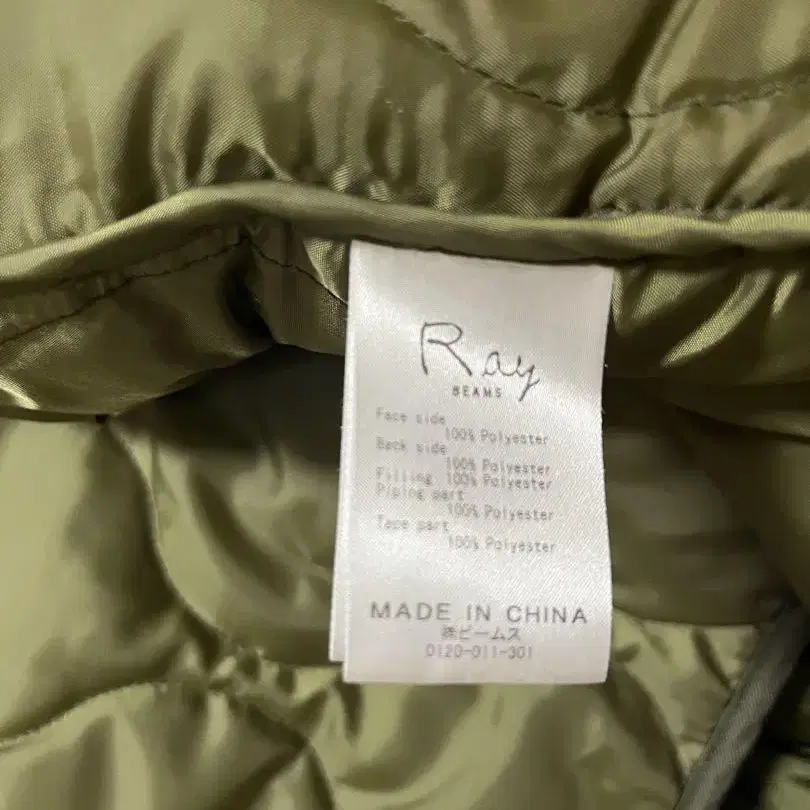 Ray
BEAMS
Face side
100% Polyester
Back side
100% Polyester
Filling 100% Polyester
Piping part
100% Polyester
Tape part
100% Polyester
MADE IN CHINA
㈱ビームス
0120-011-301